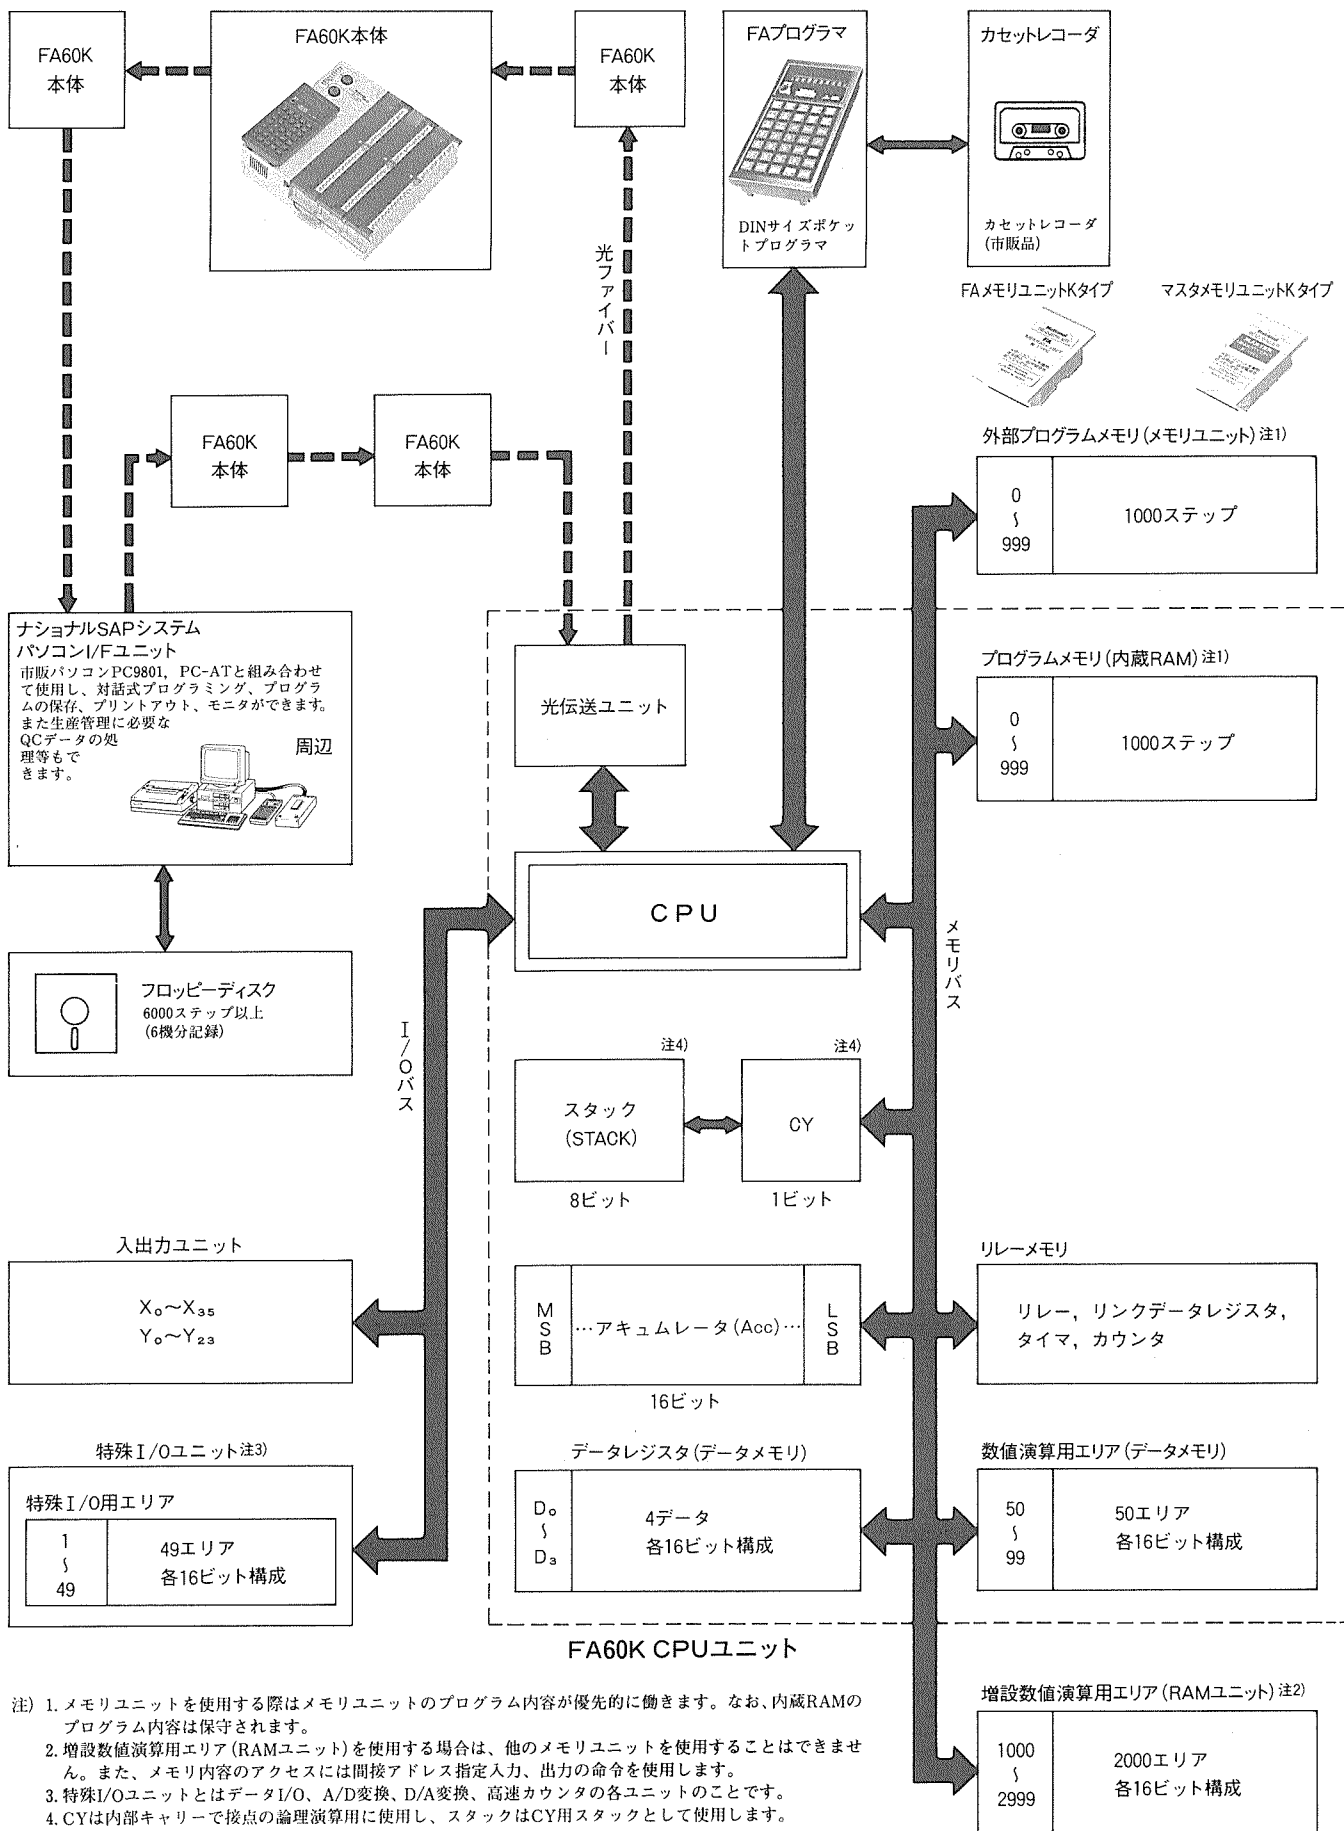 FA60K
本体
FA60K本体
FA60K
本体
FAプログラマ
DINサイズポケッ
トプログラマ
カセットレコーダ
カセットレコーダ
(市販品)
光ファイバー
FAメモリユニットKタイプ
マスタメモリユニットKタイプ
FA60K
本体
FA60K
本体
外部プログラムメモリ(メモリユニット)注1)
0
〜
999
1000ステップ
ナショナルSAPシステム
パソコンI/Fユニット
市販パソコンPC9801, PC-ATと組み合わせ
て使用し、対話式プログラミング、プログラ
ムの保存、プリントアウト、モニタができます。
また生産管理に必要な
QCデータの処
理等もで
きます。
周辺
光伝送ユニット
プログラムメモリ(内蔵RAM)注1)
0
〜
999
1000ステップ
CPU
メモリバス
フロッピーディスク
6000ステップ以上
(6機分記録)
I/Oバス
注4)
スタック
(STACK)
8ビット
注4)
CY
1ビット
入出力ユニット
X₀〜X₃₅
Y₀〜Y₂₃
MSB
…アキュムレータ(Acc)…
LSB
16ビット
リレーメモリ
リレー, リンクデータレジスタ,
タイマ, カウンタ
特殊I/Oユニット注3)
特殊I/O用エリア
1
〜
49
49エリア
各16ビット構成
データレジスタ(データメモリ)
D₀
〜
D₃
4データ
各16ビット構成
数値演算用エリア(データメモリ)
50
〜
99
50エリア
各16ビット構成
FA60K CPUユニット
増設数値演算用エリア(RAMユニット)注2)
1000
〜
2999
2000エリア
各16ビット構成
注) 1. メモリユニットを使用する際はメモリユニットのプログラム内容が優先的に働きます。なお、内蔵RAMの
プログラム内容は保守されます。
2. 増設数値演算用エリア(RAMユニット)を使用する場合は、他のメモリユニットを使用することはできませ
ん。また、メモリ内容のアクセスには間接アドレス指定入力、出力の命令を使用します。
3. 特殊I/OユニットとはデータI/O、A/D変換、D/A変換、高速カウンタの各ユニットのことです。
4. CYは内部キャリーで接点の論理演算用に使用し、スタックはCY用スタックとして使用します。